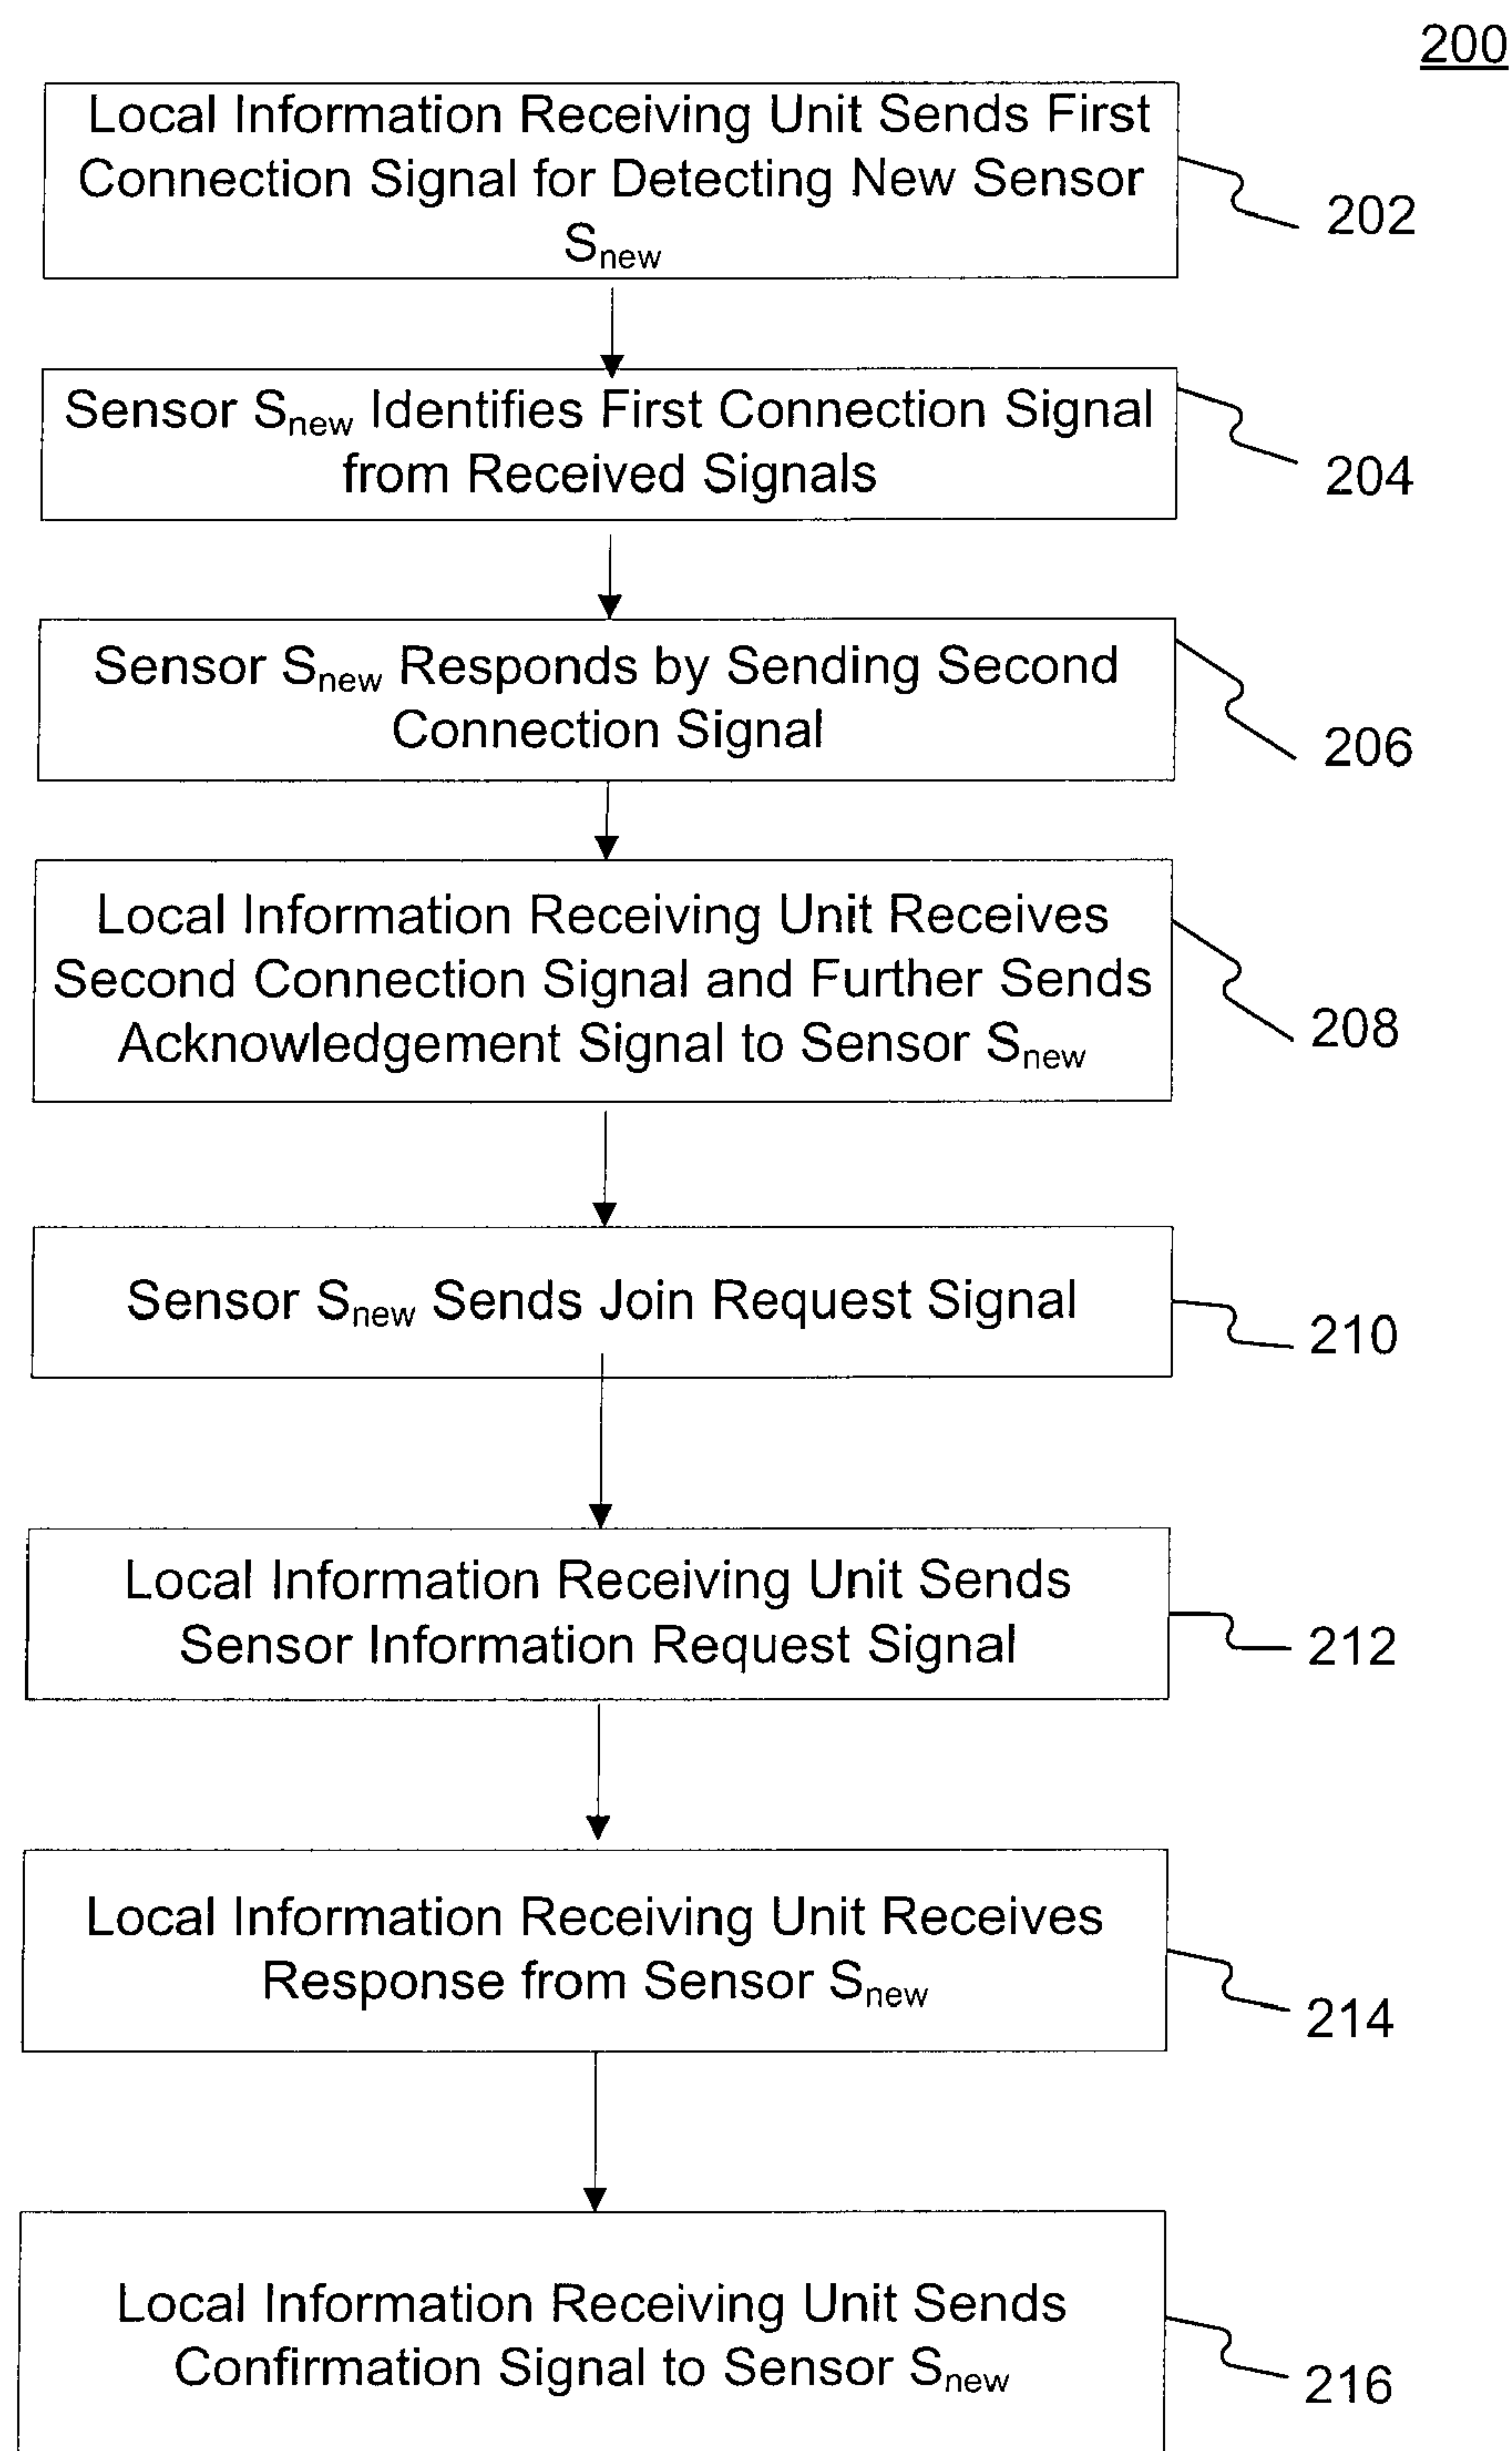 200
Local Information Receiving Unit Sends First
Connection Signal for Detecting New Sensor
Snew
202
Sensor Snew Identifies First Connection Signal
from Received Signals
204
Sensor Snew Responds by Sending Second
Connection Signal
206
Local Information Receiving Unit Receives
Second Connection Signal and Further Sends
Acknowledgement Signal to Sensor Snew
208
Sensor Snew Sends Join Request Signal
210
Local Information Receiving Unit Sends
Sensor Information Request Signal
212
Local Information Receiving Unit Receives
Response from Sensor Snew
214
Local Information Receiving Unit Sends
Confirmation Signal to Sensor Snew
216